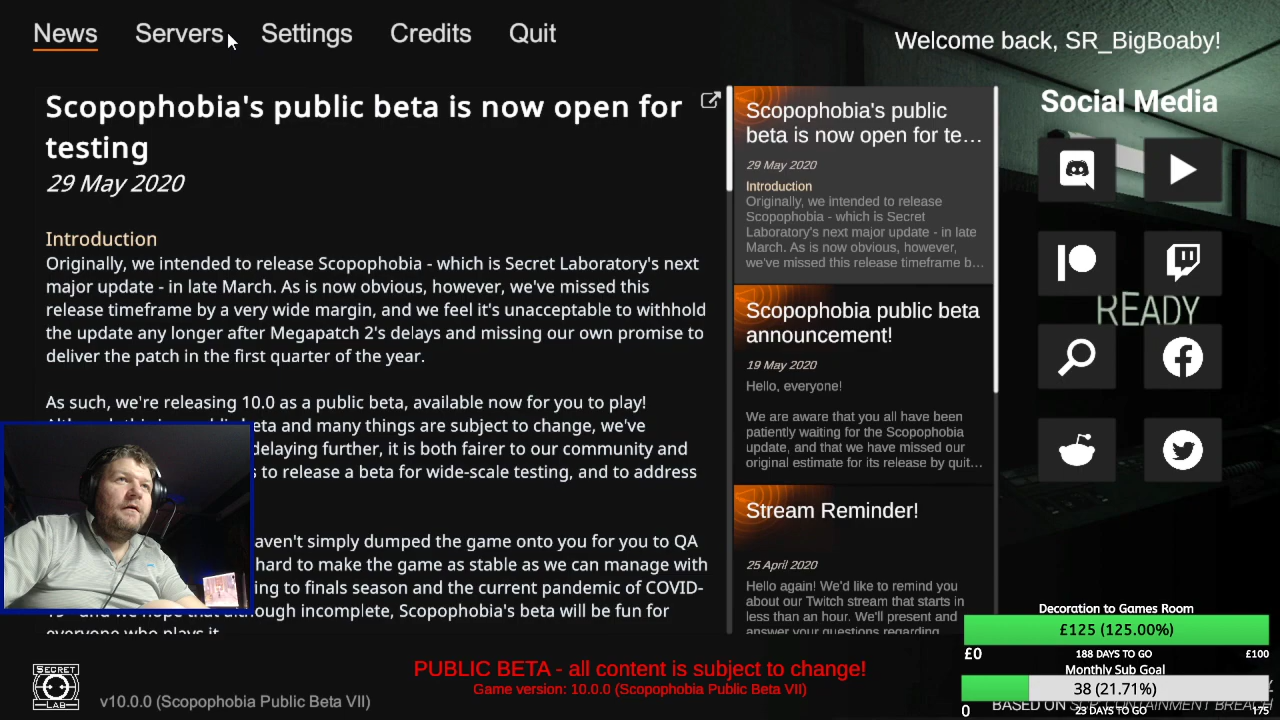 News
Servers
Settings
Credits
Quit
Welcome back, SR_BigBoaby!
Scopophobia's public beta is now open for
testing
29 May 2020
Introduction
Originally, we intended to release Scopophobia - which is Secret Laboratory's next
major update - in late March. As is now obvious, however, we've missed this
release timeframe by a very wide margin, and we feel it's unacceptable to withhold
the update any longer after Megapatch 2's delays and missing our own promise to
deliver the patch in the first quarter of the year.
As such, we're releasing 10.0 as a public beta, available now for you to play!
and many things are subject to change, we've
delaying further, it is both fairer to our community and
s to release a beta for wide-scale testing, and to address
aven't simply dumped the game onto you for you to QA
hard to make the game as stable as we can manage with
ing to finals season and the current pandemic of COVID-
ough incomplete, Scopophobia's beta will be fun for
everyone who plays it
Scopophobia's public
beta is now open for te...
29 May 2020
Introduction
Originally, we intended to release
Scopophobia - which is Secret
Laboratory's next major update - in late
March. As is now obvious, however,
we've missed this release timeframe b...
Scopophobia public beta
announcement!
19 May 2020
Hello, everyone!
We are aware that you all have been
patiently waiting for the Scopophobia
update, and that we have missed our
original estimate for its release by quit...
Stream Reminder!
25 April 2020
Hello again! We'd like to remind you
about our Twitch stream that starts in
less than an hour. We'll present and
answer your questions regarding
Social Media
READY
Decoration to Games Room
£125 (125.00%)
£0
188 DAYS TO GO
£100
Monthly Sub Goal
38 (21.71%)
0
23 DAYS TO GO
175
BASED ON SCP: CONTAINMENT BREACH
PUBLIC BETA - all content is subject to change!
Game version: 10.0.0 (Scopophobia Public Beta VII)
SECRET
LAB
v10.0.0 (Scopophobia Public Beta VII)